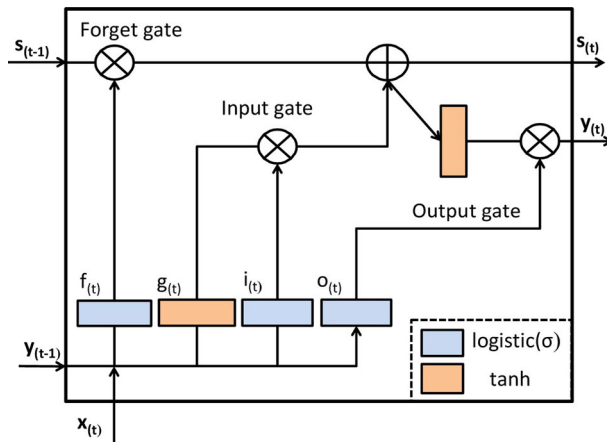 Forget gate
s(t-1)
s(t)
Input gate
y(t)
Output gate
f(t)
g(t)
i(t)
o(t)
logistic(σ)
y(t-1)
tanh
x(t)